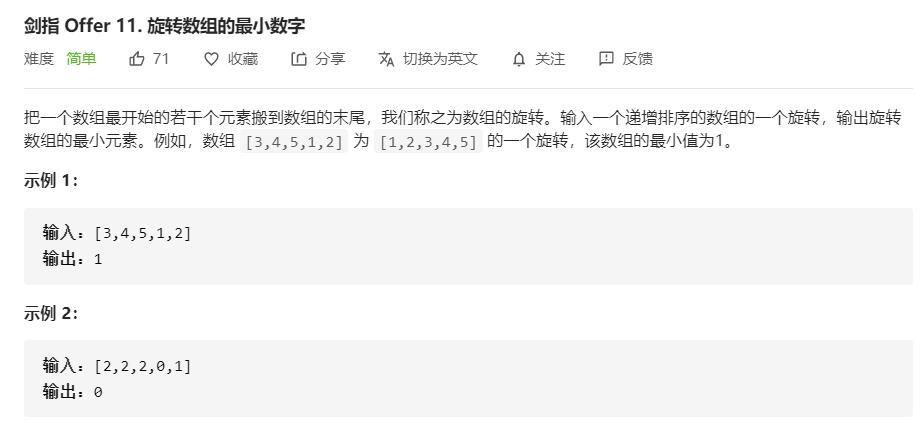 剑指 Offer 11. 旋转数组的最小数字
难度 简单 71 收藏 分享 切换为英文 关注 反馈
把一个数组最开始的若干个元素搬到数组的末尾，我们称之为数组的旋转。输入一个递增排序的数组的一个旋转，输出旋转
数组的最小元素。例如，数组 [3,4,5,1,2] 为 [1,2,3,4,5] 的一个旋转，该数组的最小值为1。
示例 1：
输入：[3,4,5,1,2]
输出：1
示例 2：
输入：[2,2,2,0,1]
输出：0